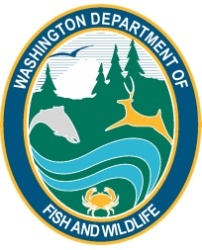 WASHINGTON DEPARTMENT OF
FISH AND WILDLIFE